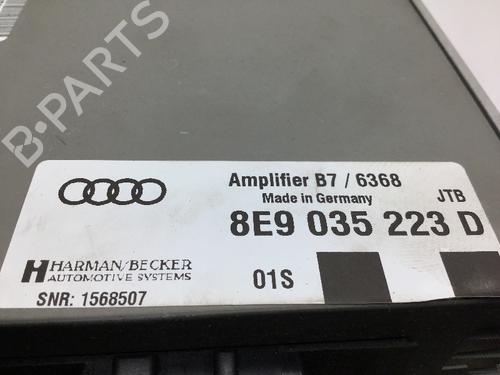 B-PARTS
Amplifier B7 / 6368
Made in Germany
JTB
8E9 035 223 D
HARMAN/BECKER
AUTOMOTIVE SYSTEMS
01S
SNR: 1568507